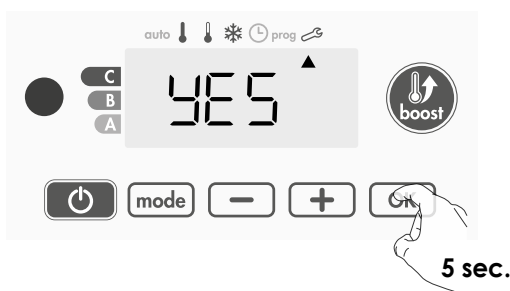 auto prog
C
B
A
YES
boost
mode − + OK
5 sec.